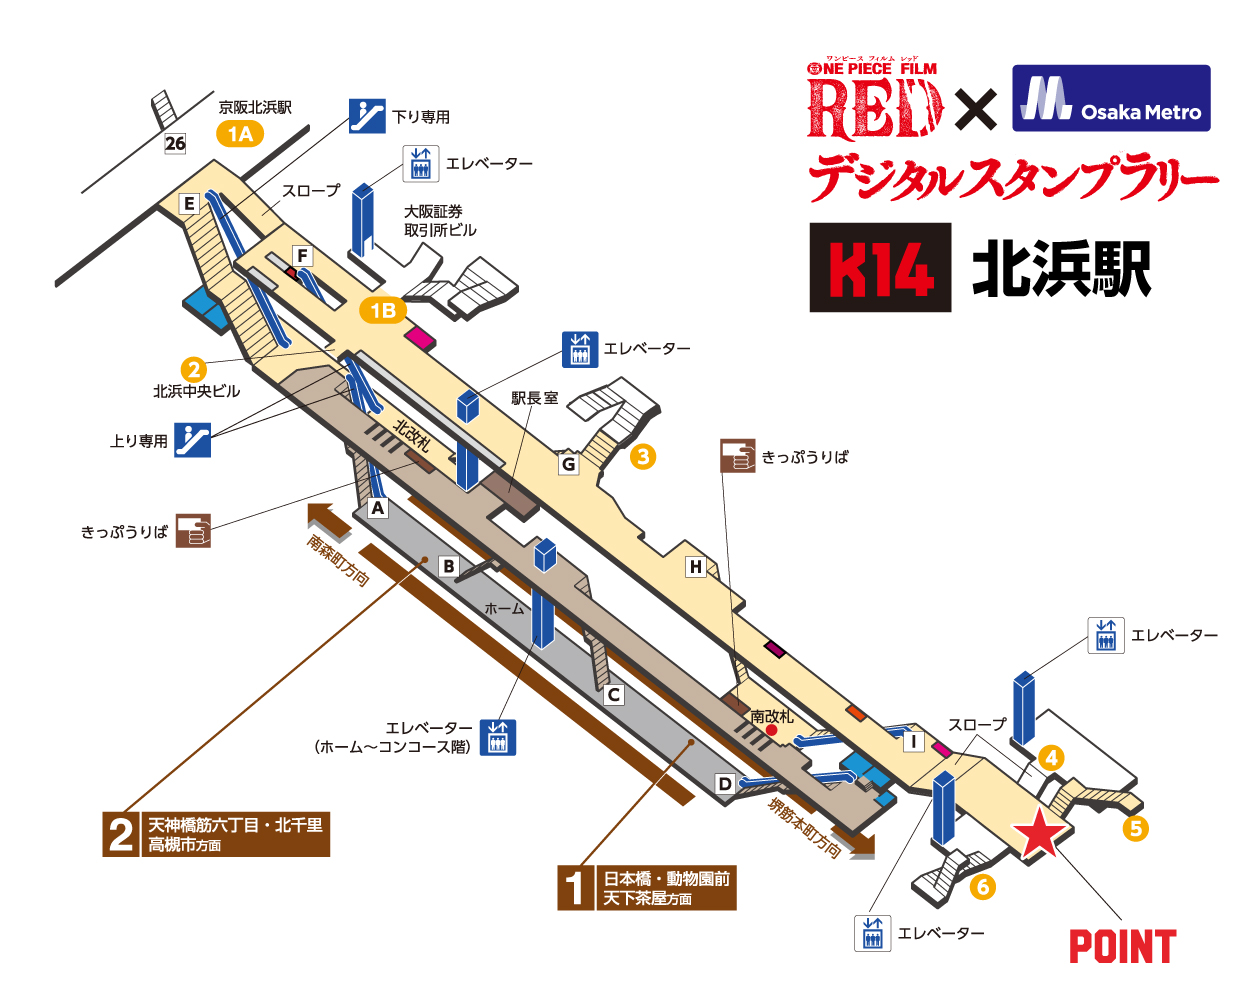 ワンピース フィルム レッド
ONE PIECE FILM
RED
×
Osaka Metro
デジタルスタンプラリー
K14
北浜駅
京阪北浜駅
1A
26
下り専用
エレベーター
スロープ
E
大阪証券
取引所ビル
F
1B
2
北浜中央ビル
エレベーター
駅長室
上り専用
北改札
G
3
きっぷうりば
きっぷうりば
A
南森町方向
B
H
ホーム
エレベーター
C
エレベーター
(ホーム〜コンコース階)
南改札
I
スロープ
4
D
5
堺筋本町方向
6
2
天神橋筋六丁目・北千里
高槻市方面
1
日本橋・動物園前
天下茶屋方面
エレベーター
POINT